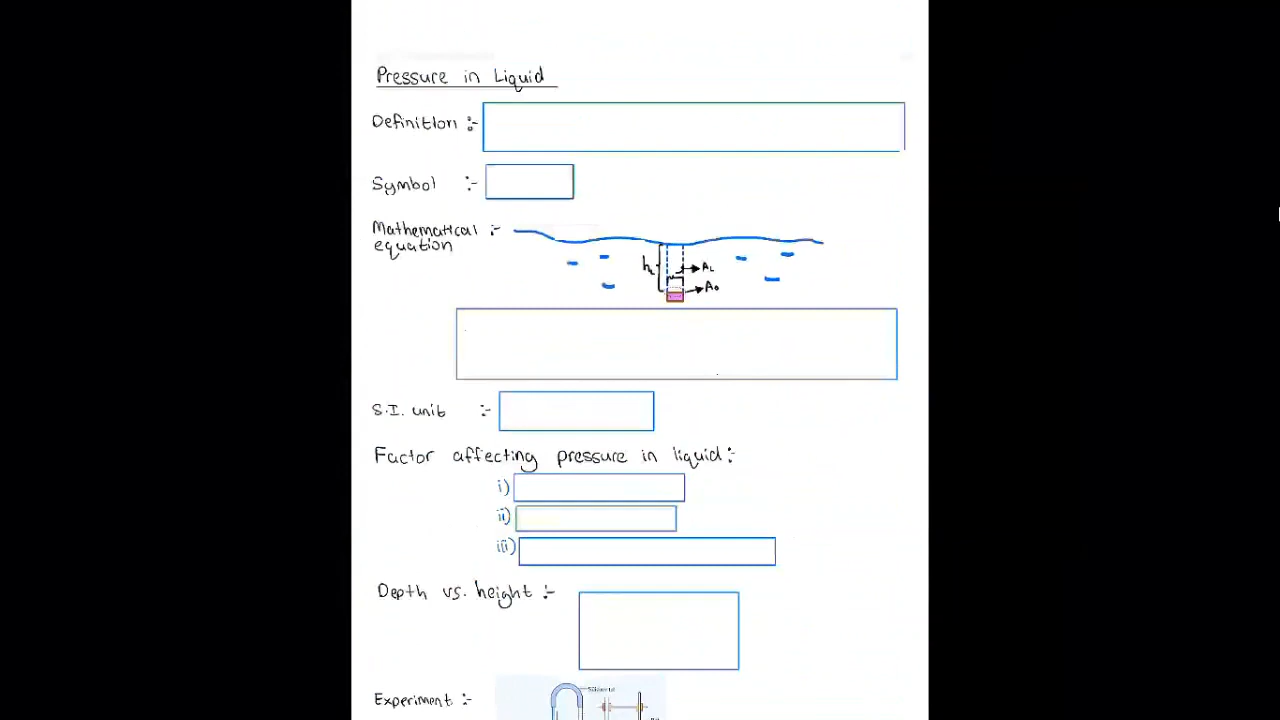 Pressure in Liquid
Definition :-
Symbol :-
Mathematical :-
equation
h
A
L
A
o
S.I. unit :-
Factor affecting pressure in liquid :-
i)
ii)
iii)
Depth vs. height :-
Experiment :-